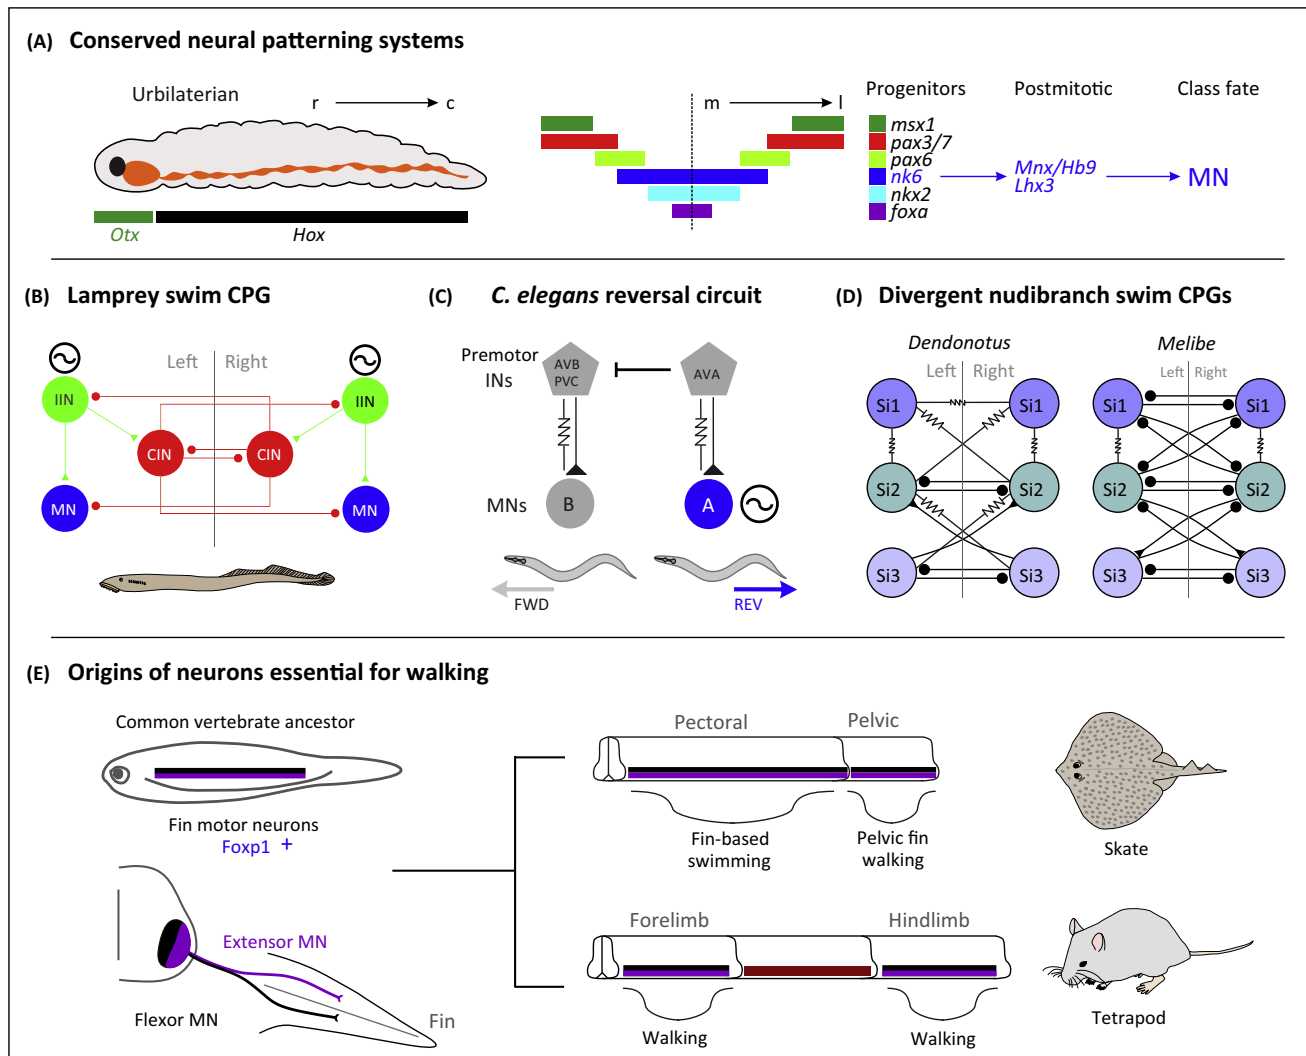 (A) Conserved neural patterning systems
Urbilaterian
r
c
Otx
Hox
m
l
Progenitors
Postmitotic
Class fate
msx1
pax3/7
pax6
nk6
nkx2
foxa
Mnx/Hb9
Lhx3
MN
(B) Lamprey swim CPG
Left
Right
IIN
IIN
CIN
CIN
MN
MN
(C) C. elegans reversal circuit
Premotor
INs
AVB
PVC
AVA
MNs
B
A
FWD
REV
(D) Divergent nudibranch swim CPGs
Dendonotus
Left
Right
Si1
Si1
Si2
Si2
Si3
Si3
Melibe
Left
Right
Si1
Si1
Si2
Si2
Si3
Si3
(E) Origins of neurons essential for walking
Common vertebrate ancestor
Fin motor neurons
Foxp1 +
Extensor MN
Flexor MN
Fin
Pectoral
Pelvic
Fin-based
swimming
Pelvic fin
walking
Skate
Forelimb
Hindlimb
Walking
Walking
Tetrapod